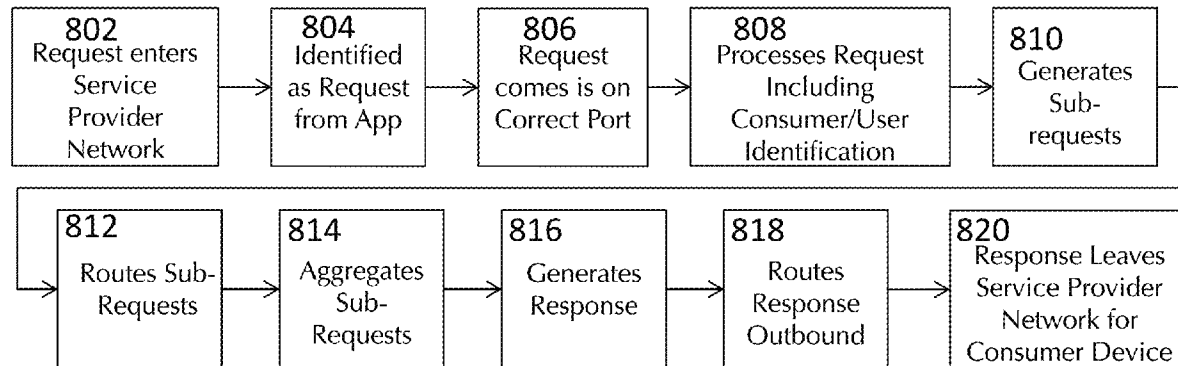 802
Request enters
Service
Provider
Network
804
Identified
as Request
from App
806
Request
comes is on
Correct Port
808
Processes Request
Including
Consumer/User
Identification
810
Generates
Sub-
requests
812
Routes Sub-
Requests
814
Aggregates
Sub-
Requests
816
Generates
Response
818
Routes
Response
Outbound
820
Response Leaves
Service Provider
Network for
Consumer Device